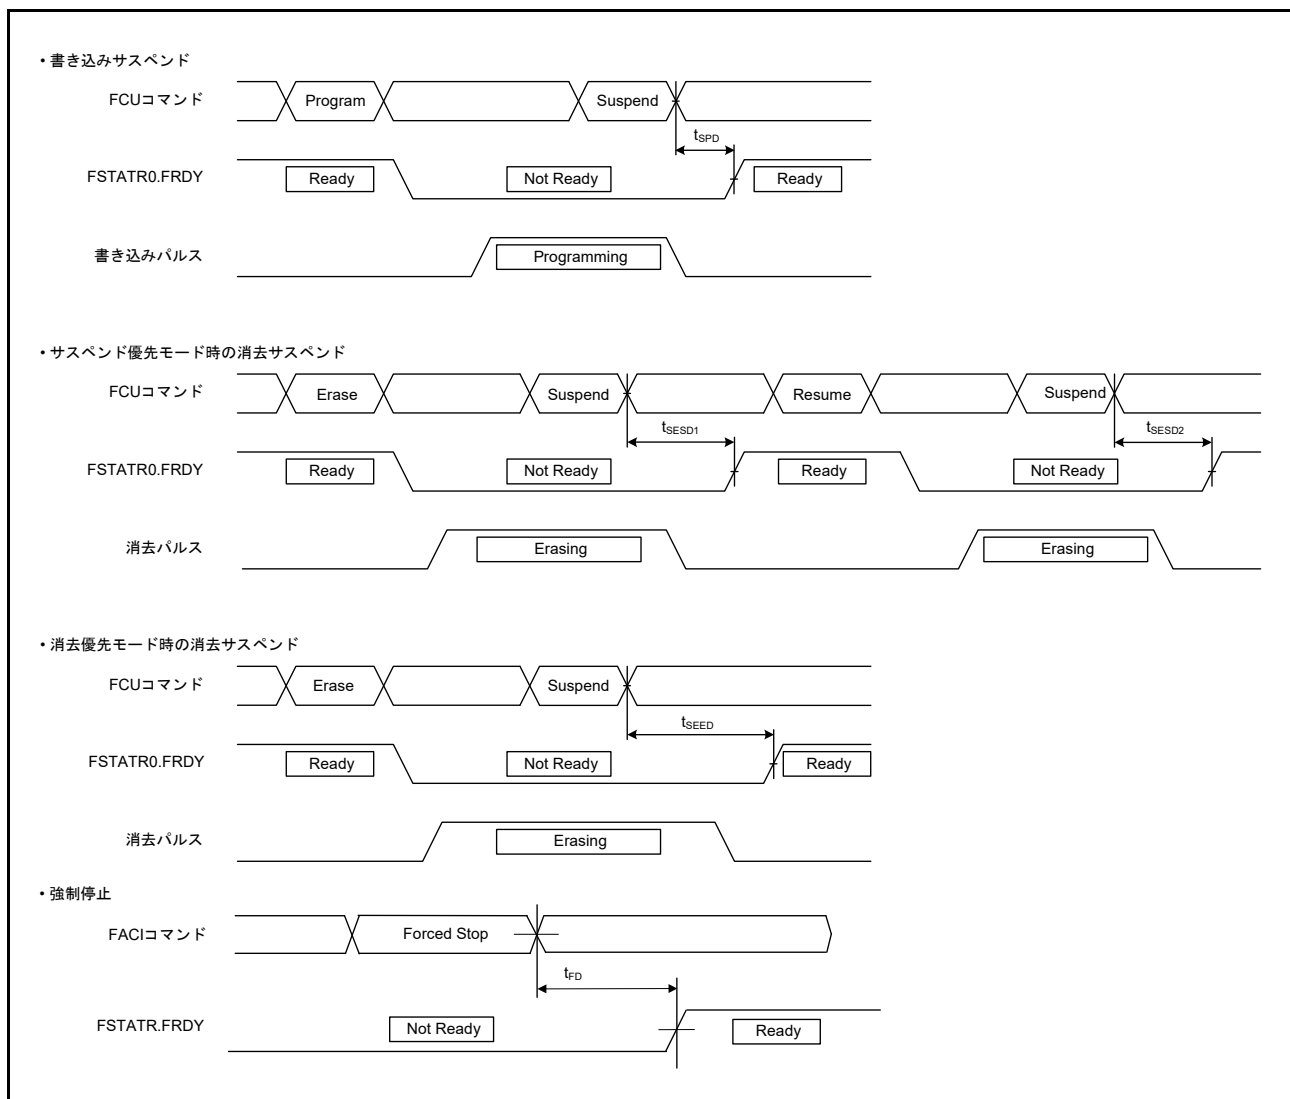 • 書き込みサスペンド
FCUコマンド Program Suspend
tSPD
FSTATR0.FRDY Ready Not Ready Ready
書き込みパルス Programming
• サスペンド優先モード時の消去サスペンド
FCUコマンド Erase Suspend Resume Suspend
tSESD1 tSESD2
FSTATR0.FRDY Ready Not Ready Ready Not Ready
消去パルス Erasing Erasing
• 消去優先モード時の消去サスペンド
FCUコマンド Erase Suspend
tSEED
FSTATR0.FRDY Ready Not Ready Ready
消去パルス Erasing
• 強制停止
FACIコマンド Forced Stop
tFD
FSTATR.FRDY Not Ready Ready